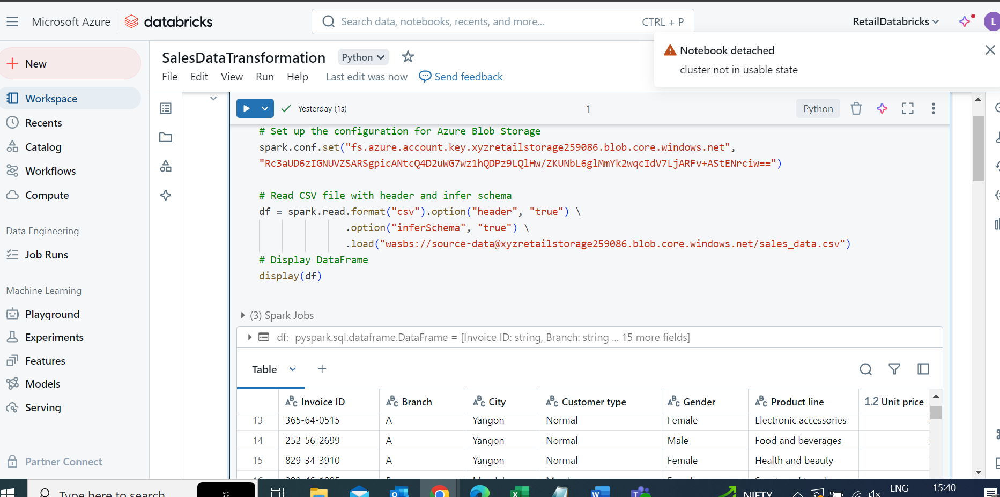 Microsoft Azure
databricks
Search data, notebooks, recents, and more...
CTRL + P
RetailDatabricks
L
Notebook detached
cluster not in usable state
New
Workspace
Recents
Catalog
Workflows
Compute
Data Engineering
Job Runs
Machine Learning
Playground
Experiments
Features
Models
Serving
Partner Connect
SalesDataTransformation
Python
File Edit View Run Help Last edit was now Send feedback
Yesterday (1s)
1
Python
# Set up the configuration for Azure Blob Storage
spark.conf.set("fs.azure.account.key.xyzretailstorage259086.blob.core.windows.net",
"Rc3aUD6zIGNUVZSARSgpicANtcQ4D2uWG7wz1hQDPz9LQlHw/ZKUNbL6glMmYk2wqcIdV7LjARFv+AStENrciw==")
# Read CSV file with header and infer schema
df = spark.read.format("csv").option("header", "true") \
.option("inferSchema", "true") \
.load("wasbs://source-data@xyzretailstorage259086.blob.core.windows.net/sales_data.csv")
# Display DataFrame
display(df)
(3) Spark Jobs
df: pyspark.sql.dataframe.DataFrame = [Invoice ID: string, Branch: string ... 15 more fields]
Table
Invoice ID Branch City Customer type Gender Product line 1.2 Unit price
13 365-64-0515 A Yangon Normal Female Electronic accessories
14 252-56-2699 A Yangon Normal Male Food and beverages
15 829-34-3910 A Yangon Normal Female Health and beauty
Type here to search
NIFTY
ENG
15:40